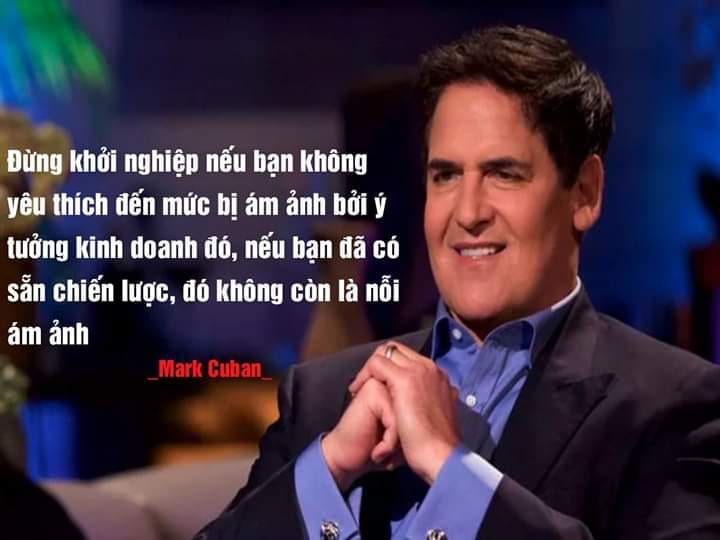 Đừng khởi nghiệp nếu bạn không
yêu thích đến mức bị ám ảnh bởi ý
tưởng kinh doanh đó, nếu bạn đã có
sẵn chiến lược, đó không còn là nỗi
ám ảnh
_Mark Cuban_